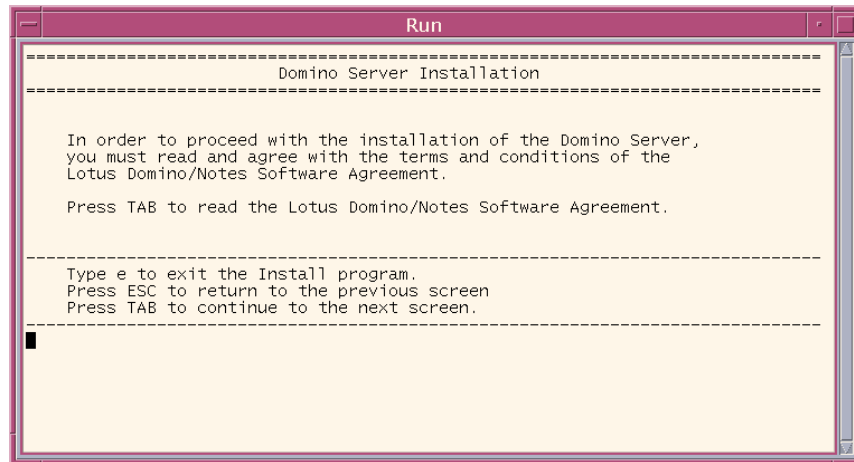 Run
===============================================================================
Domino Server Installation
===============================================================================
In order to proceed with the installation of the Domino Server,
you must read and agree with the terms and conditions of the
Lotus Domino/Notes Software Agreement.
Press TAB to read the Lotus Domino/Notes Software Agreement.
-------------------------------------------------------------------------------
Type e to exit the Install program.
Press ESC to return to the previous screen
Press TAB to continue to the next screen.
-------------------------------------------------------------------------------